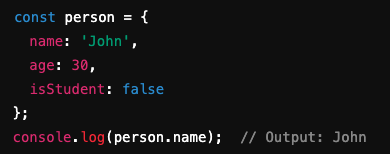 const person = {
  name: 'John',
  age: 30,
  isStudent: false
};
console.log(person.name);  // Output: John